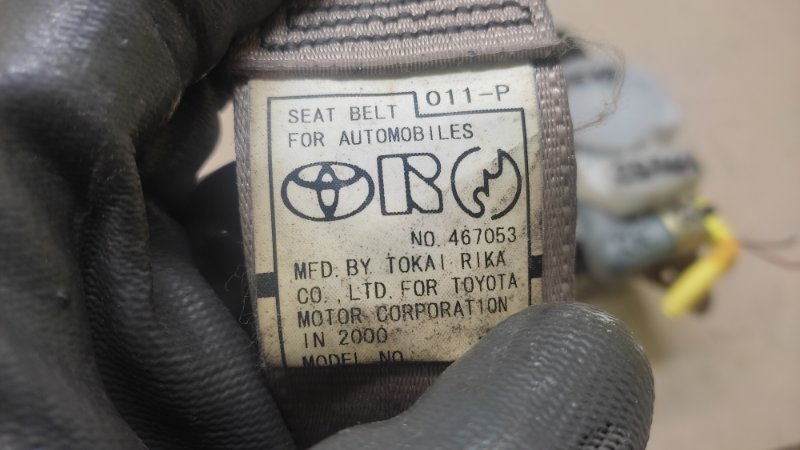 SEAT BELT 011-P
FOR AUTOMOBILES
NO. 467053
MFD. BY TOKAI RIKA
CO. ,LTD. FOR TOYOTA
MOTOR CORPORATION
IN 2000
MODEL NO